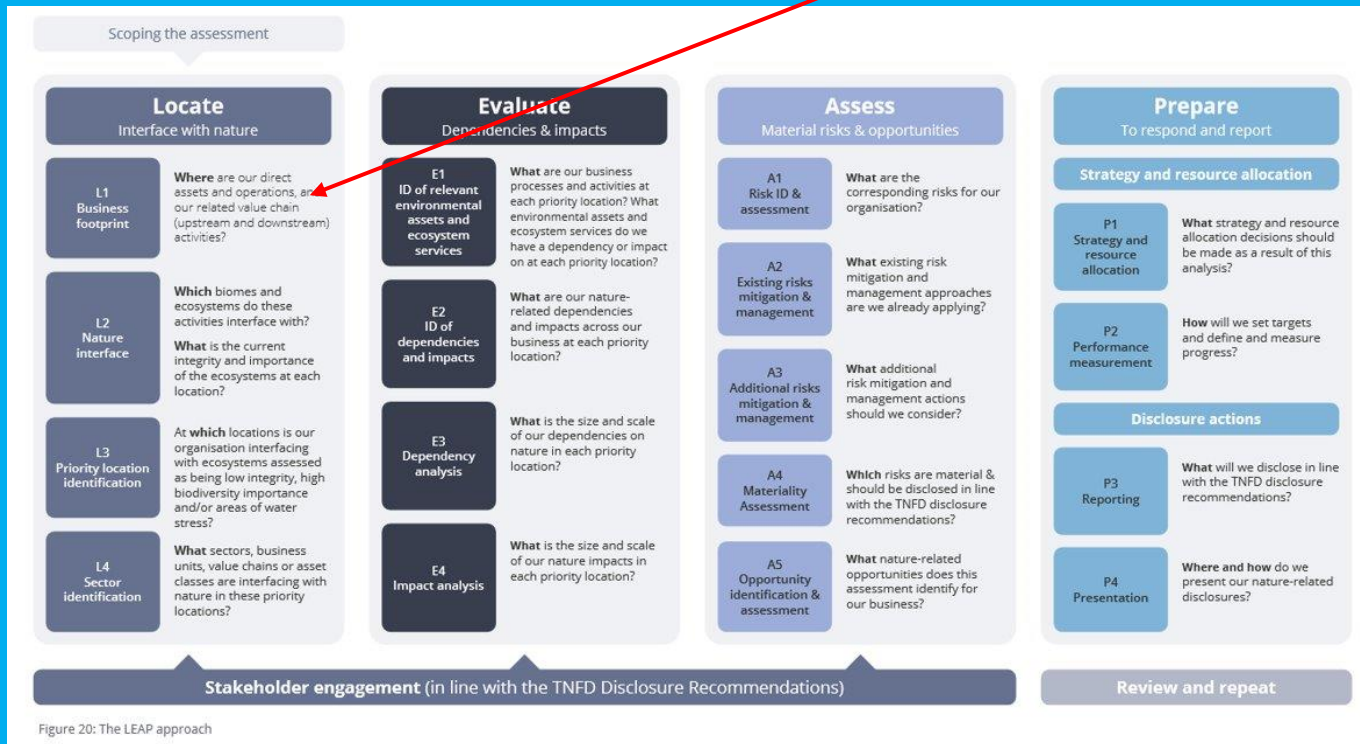 Scoping the assessment
Locate
Interface with nature
L1
Business
footprint
Where are our direct
assets and operations, an
our related value chain
(upstream and downstream)
activities?
L2
Nature
interface
Which biomes and
ecosystems do these
activities interface with?
What is the current
integrity and importance
of the ecosystems at each
location?
L3
Priority location
identification
At which locations is our
organisation interfacing
with ecosystems assessed
as being low integrity, high
biodiversity importance
and/or areas of water
stress?
L4
Sector
identification
What sectors, business
units, value chains or asset
classes are interfacing with
nature in these priority
locations?
Evaluate
Dependencies & impacts
E1
ID of relevant
environmental
assets and
ecosystem
services
What are our business
processes and activities at
each priority location? What
environmental assets and
ecosystem services do we
have a dependency or impact
on at each priority location?
E2
ID of
dependencies
and impacts
What are our nature-
related dependencies
and impacts across our
business at each priority
location?
E3
Dependency
analysis
What is the size and scale
of our dependencies on
nature in each priority
location?
E4
Impact analysis
What is the size and scale
of our nature impacts in
each priority location?
Assess
Material risks & opportunities
A1
Risk ID &
assessment
What are the
corresponding risks for our
organisation?
A2
Existing risks
mitigation &
management
What existing risk
mitigation and
management approaches
are we already applying?
A3
Additional risks
mitigation &
management
What additional
risk mitigation and
management actions
should we consider?
A4
Materiality
Assessment
Which risks are material &
should be disclosed in line
with the TNFD disclosure
recommendations?
A5
Opportunity
identification &
assessment
What nature-related
opportunities does this
assessment identify for
our business?
Prepare
To respond and report
Strategy and resource allocation
P1
Strategy and
resource
allocation
What strategy and resource
allocation decisions should
be made as a result of this
analysis?
P2
Performance
measurement
How will we set targets
and define and measure
progress?
Disclosure actions
P3
Reporting
What will we disclose in line
with the TNFD disclosure
recommendations?
P4
Presentation
Where and how do we
present our nature-related
disclosures?
Stakeholder engagement (in line with the TNFD Disclosure Recommendations)
Review and repeat
Figure 20: The LEAP approach